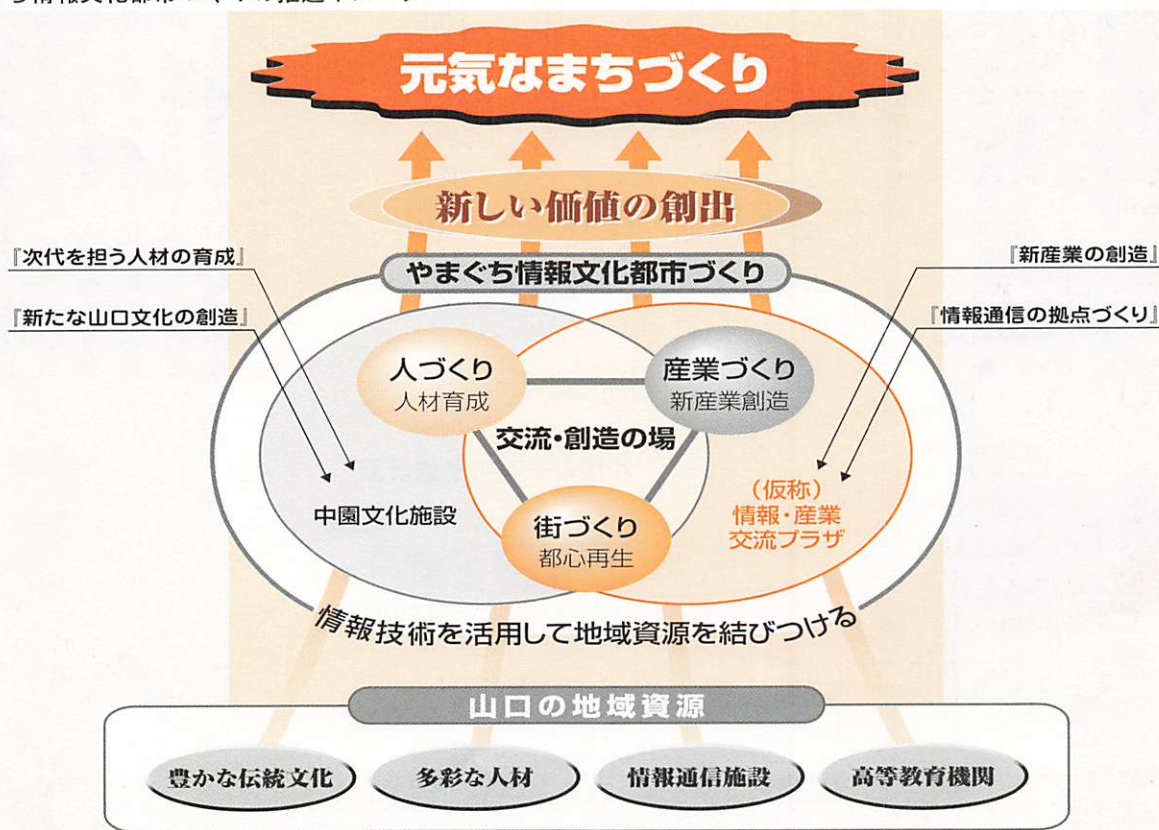 元気なまちづくり
新しい価値の創出
やまぐち情報文化都市づくり
『次代を担う人材の育成』
『新たな山口文化の創造』
『新産業の創造』
『情報通信の拠点づくり』
人づくり
人材育成
産業づくり
新産業創造
交流・創造の場
中園文化施設
街づくり
都心再生
(仮称)
情報・産業
交流プラザ
情報技術を活用して地域資源を結びつける
山口の地域資源
豊かな伝統文化
多彩な人材
情報通信施設
高等教育機関